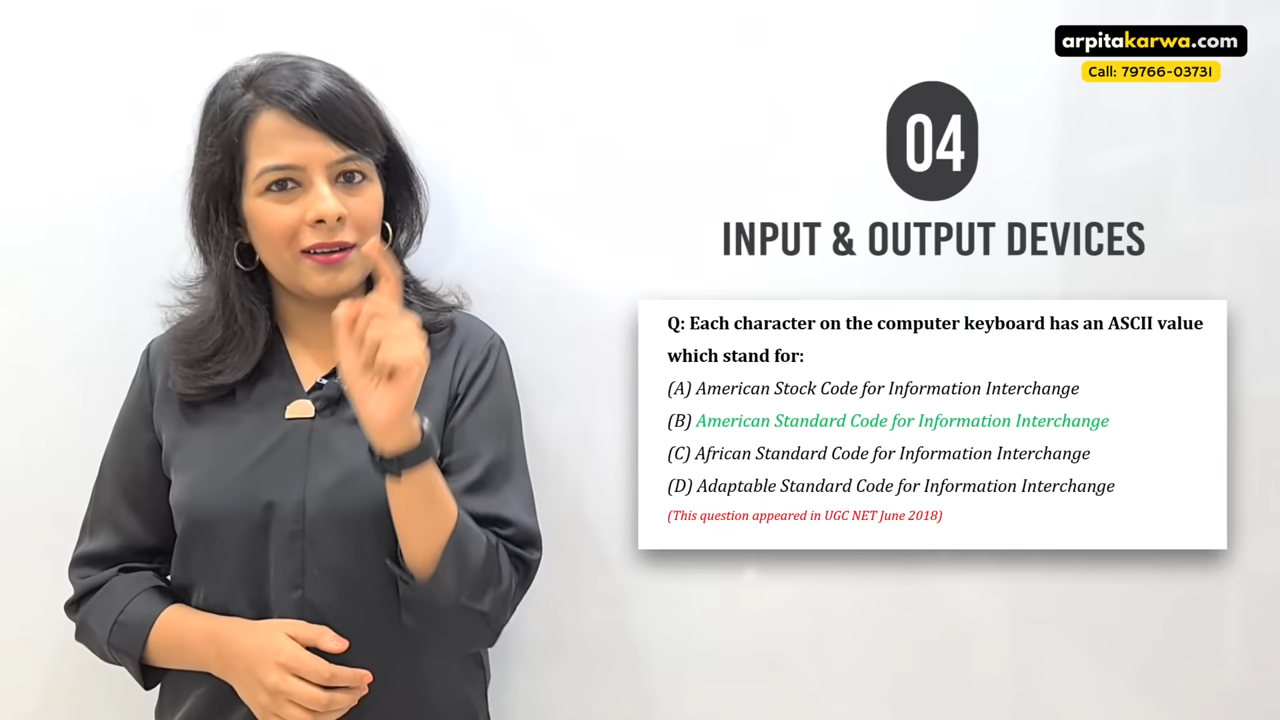 arpitakarwa.com
Call: 79766-03731
04
INPUT & OUTPUT DEVICES
Q: Each character on the computer keyboard has an ASCII value
which stand for:
(A) American Stock Code for Information Interchange
(B) American Standard Code for Information Interchange
(C) African Standard Code for Information Interchange
(D) Adaptable Standard Code for Information Interchange
(This question appeared in UGC NET June 2018)